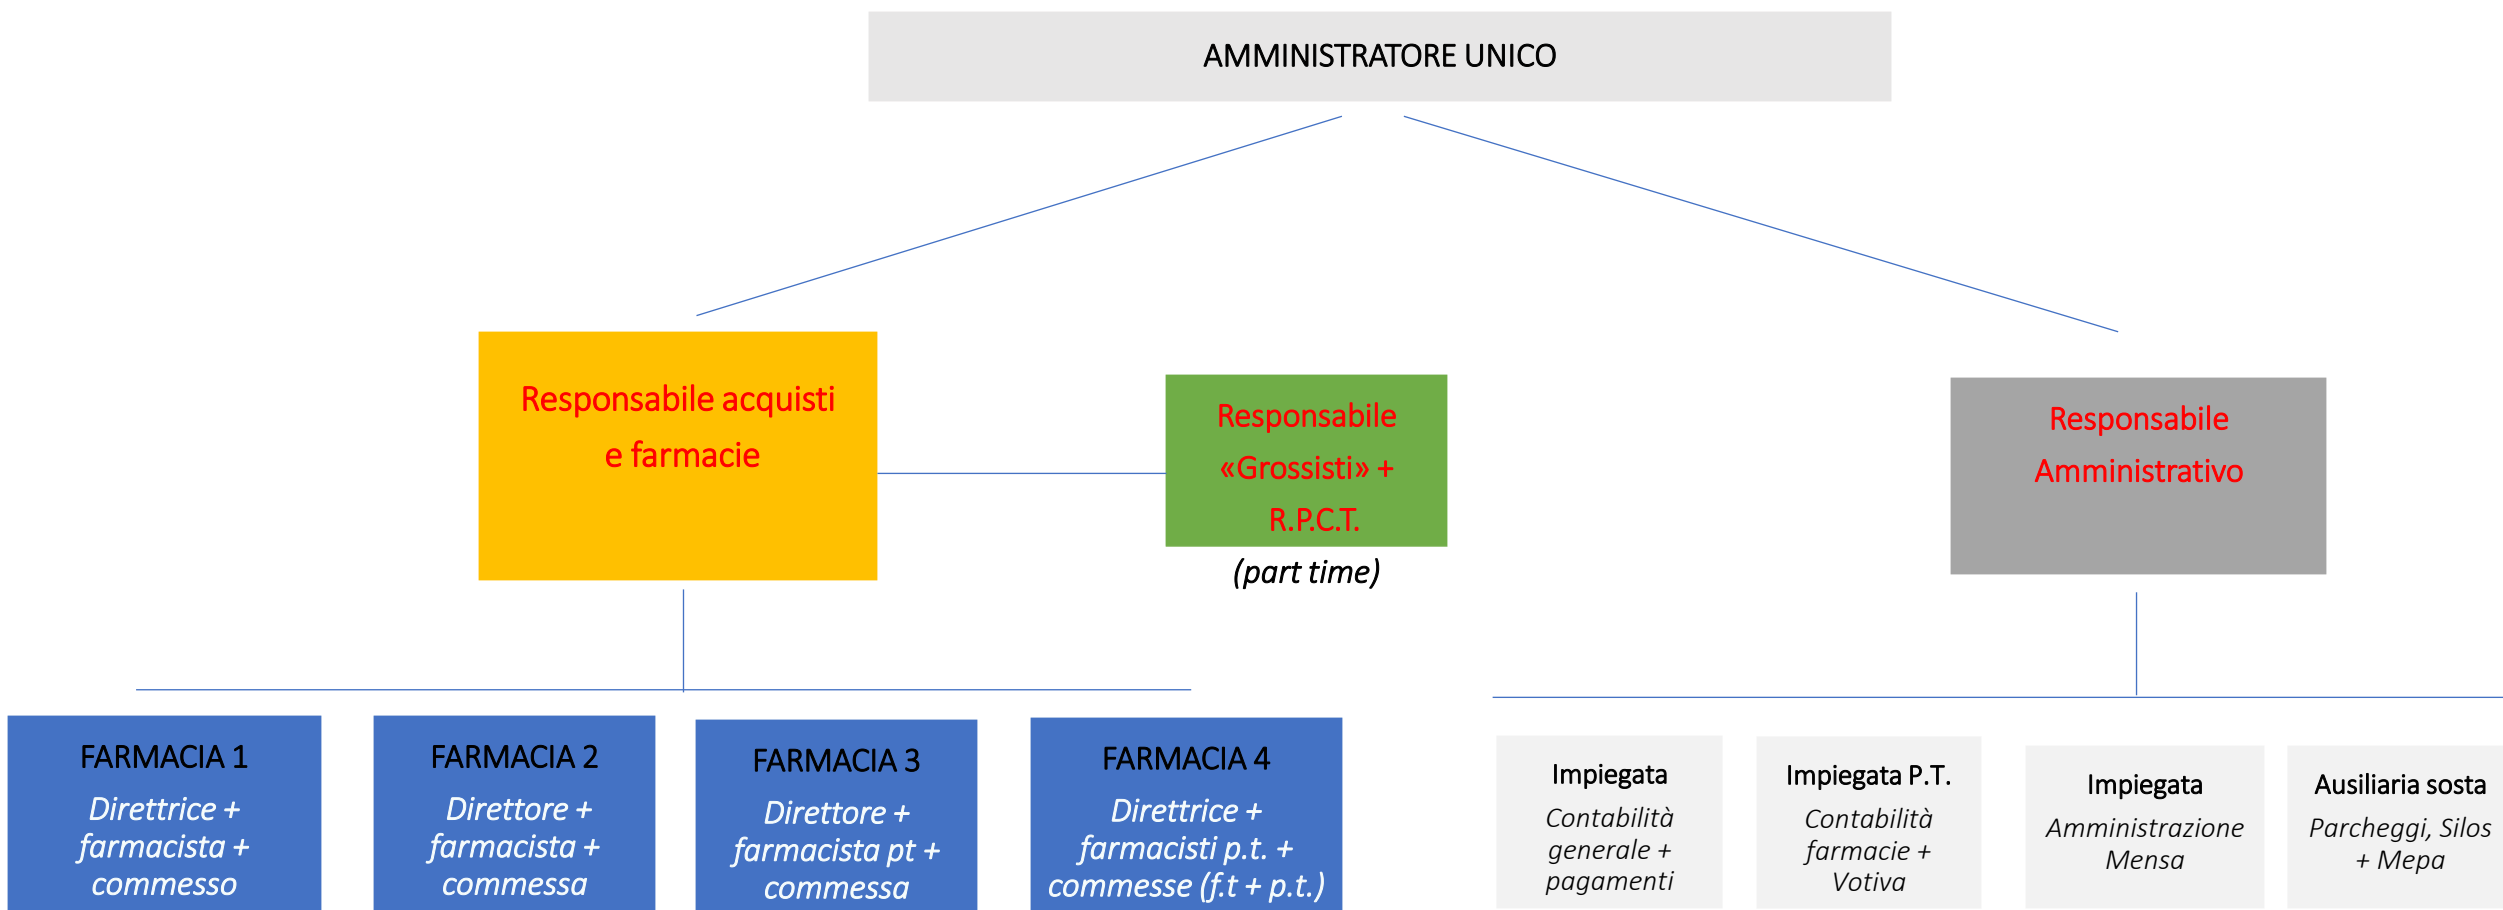 AMMINISTRATORE UNICO
Responsabile acquisti
e farmacie
Responsabile
«Grossisti» +
R.P.C.T.
(part time)
Responsabile
Amministrativo
FARMACIA 1
Direttrice +
farmacista +
commesso
FARMACIA 2
Direttore +
farmacista +
commessa
FARMACIA 3
Direttore +
farmacista pt +
commessa
FARMACIA 4
Direttrice +
farmacisti p.t. +
commesse (f.t + p.t.)
Impiegata
Contabilità
generale +
pagamenti
Impiegata P.T.
Contabilità
farmacie +
Votiva
Impiegata
Amministrazione
Mensa
Ausiliaria sosta
Parcheggi, Silos
+ Mepa